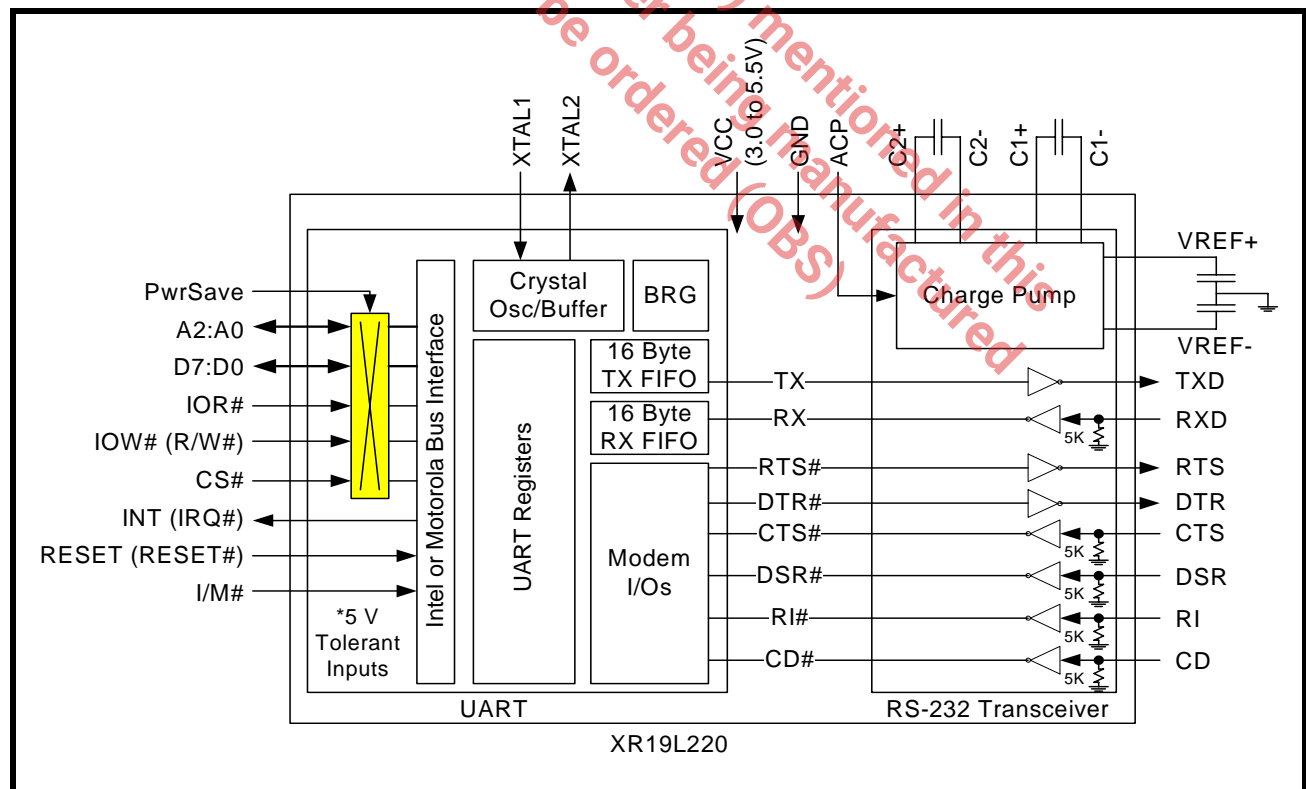 ) mentioned in this
er being manufactured
be ordered (OBS)
XTAL1
XTAL2
VCC
(3.0 to 5.5V)
GND
ACP
C2+
C2-
C1+
C1-
PwrSave
A2:A0
D7:D0
IOR#
IOW# (R/W#)
CS#
INT (IRQ#)
RESET (RESET#)
I/M#
*5 V
Tolerant
Inputs
Intel or Motorola Bus Interface
Crystal
Osc/Buffer
BRG
UART Registers
16 Byte
TX FIFO
16 Byte
RX FIFO
Modem
I/Os
Charge Pump
VREF+
VREF-
TX
TXD
RX
5K
RXD
RTS#
RTS
DTR#
DTR
CTS#
5K
CTS
DSR#
5K
DSR
RI#
5K
RI
CD#
5K
CD
UART
RS-232 Transceiver
XR19L220